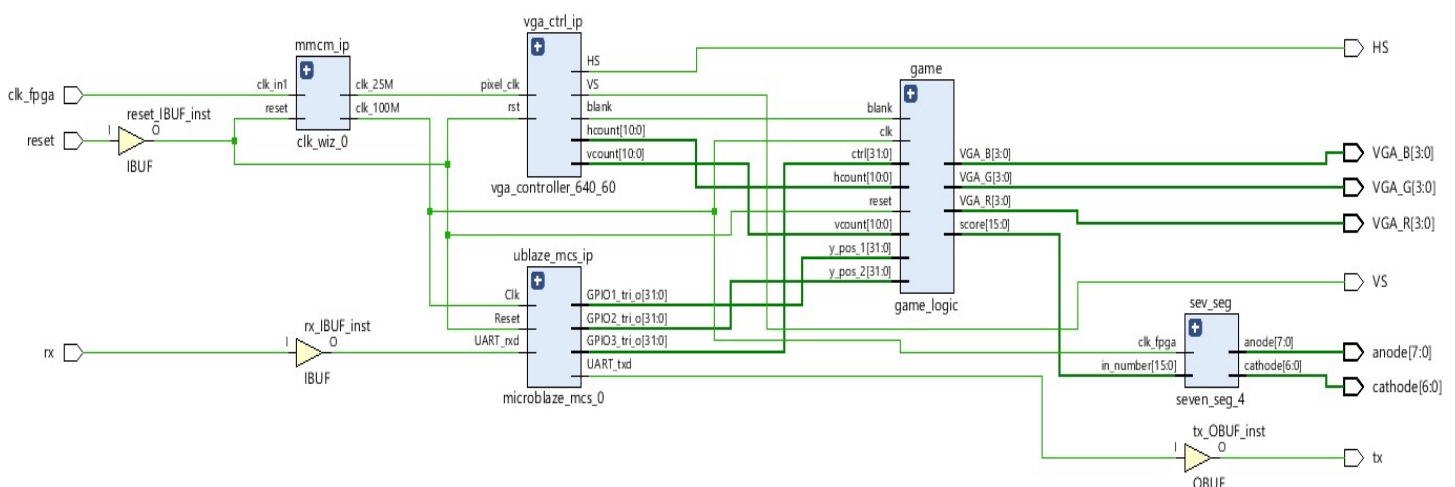 clk_fpga
reset
rx
reset_IBUF_inst
I
O
IBUF
mmcm_ip
clk_in1
reset
clk_25M
clk_100M
clk_wiz_0
rx_IBUF_inst
I
O
IBUF
vga_ctrl_ip
pixel_clk
rst
HS
VS
blank
hcount[10:0]
vcount[10:0]
vga_controller_640_60
ublaze_mcs_ip
Clk
Reset
UART_rxd
GPIO1_tri_o[31:0]
GPIO2_tri_o[31:0]
GPIO3_tri_o[31:0]
UART_txd
microblaze_mcs_0
game
blank
clk
ctrl[31:0]
hcount[10:0]
reset
vcount[10:0]
y_pos_1[31:0]
y_pos_2[31:0]
VGA_B[3:0]
VGA_G[3:0]
VGA_R[3:0]
score[15:0]
game_logic
sev_seg
clk_fpga
in_number[15:0]
anode[7:0]
cathode[6:0]
seven_seg_4
tx_OBUF_inst
I
O
OBUF
HS
VGA_B[3:0]
VGA_G[3:0]
VGA_R[3:0]
VS
anode[7:0]
cathode[6:0]
tx